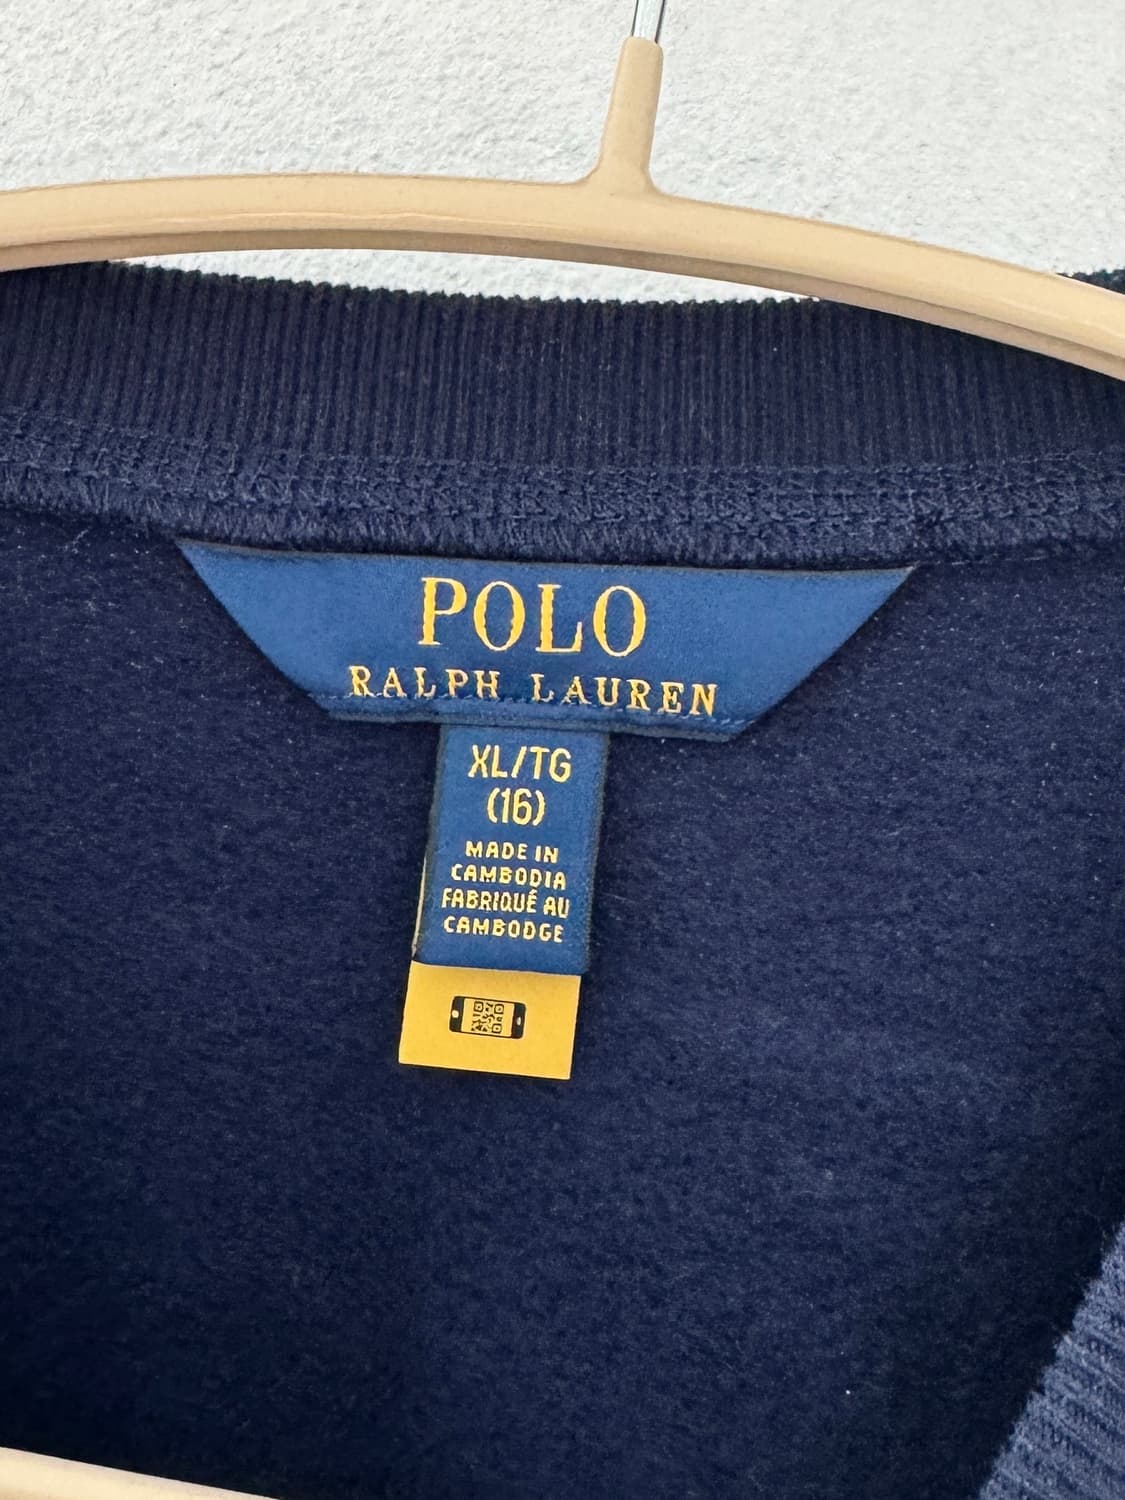 POLO
RALPH LAUREN
XL/TG
(16)
MADE IN
CAMBODIA
FABRIQUÉ AU
CAMBODGE